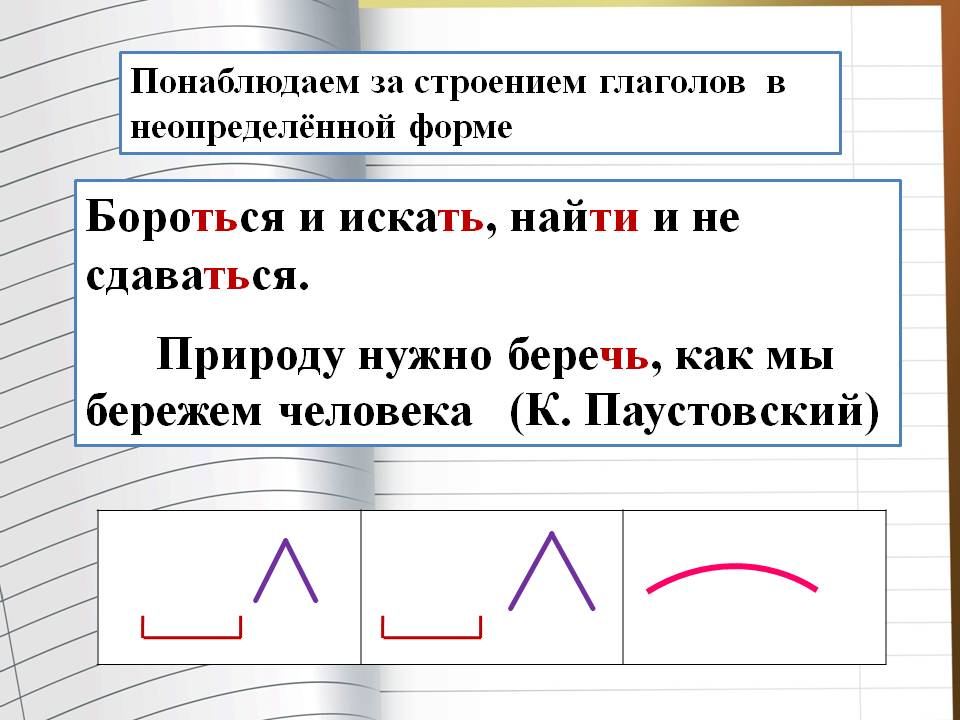 Понаблюдаем за строением глаголов в
неопределённой форме
Бороться и искать, найти и не
сдаваться.
Природу нужно беречь, как мы
бережем человека (К. Паустовский)